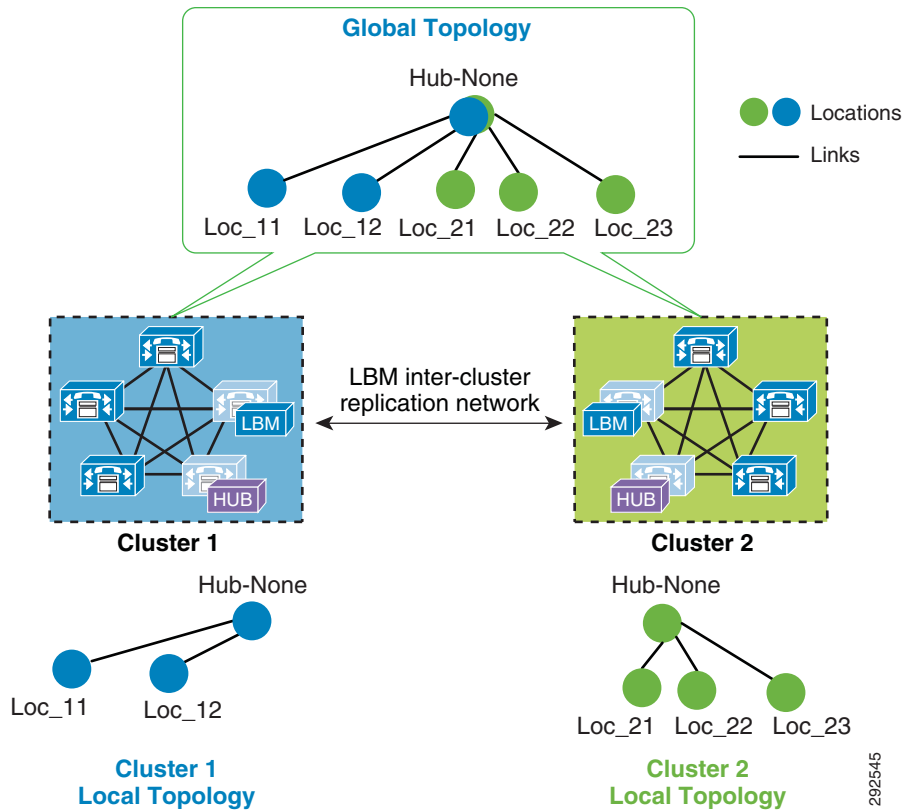 Global Topology
Hub-None
Locations
Links
Loc_11
Loc_12
Loc_21
Loc_22
Loc_23
LBM inter-cluster
replication network
LBM
HUB
LBM
HUB
Cluster 1
Cluster 2
Hub-None
Loc_11
Loc_12
Cluster 1
Local Topology
Hub-None
Loc_21
Loc_22
Loc_23
Cluster 2
Local Topology
292545